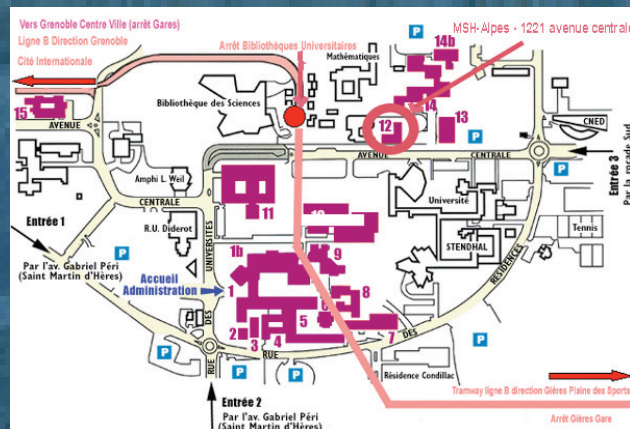 Vers Grenoble Centre Ville (arrêt Gares)
Ligne B Direction Grenoble
Cité Internationale
Arrêt Bibliothèques Universitaires
MSH-Alpes - 1221 avenue centrale
Mathématiques
14b
P
Bibliothèque des Sciences
15
12
14
13
P
CNED
AVENUE
AVENUE
CENTRALE
Amphi L. Weil
Entrée 3
Par la rocade Sud
CENTRALE
11
10
Université
Entrée 1
R.U. Diderot
UNIVERSITES
STENDHAL
Tennis
P
Par l'av. Gabriel Péri
(Saint Martin d'Hères)
1b
9
RESIDENCES
Accueil
Administration
1
8
P
6
DES
2
3
4
5
7
DES
P
RUE
P
RUE
P
P
P
Résidence Condillac
Tramway ligne B direction Gières Plaine des Sports
Entrée 2
Par l'av. Gabriel Péri
(Saint Martin d'Hères)
Arrêt Gières Gare